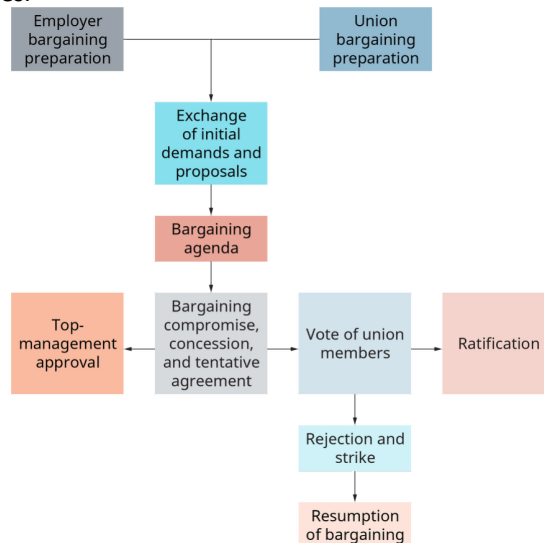 Employer
bargaining
preparation
Union
bargaining
preparation
Exchange
of initial
demands and
proposals
Bargaining
agenda
Top-
management
approval
Bargaining
compromise,
concession,
and tentative
agreement
Vote of union
members
Ratification
Rejection and
strike
Resumption
of bargaining